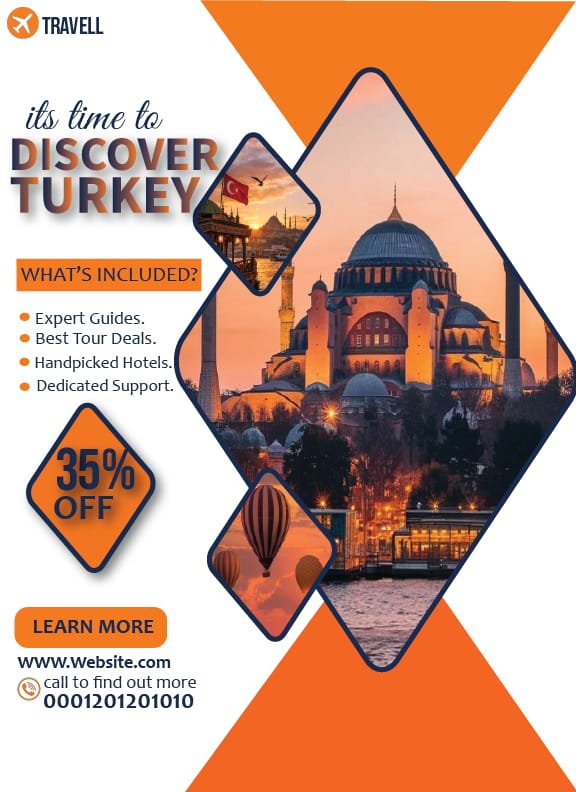 TRAVELL
its time to
DISCOVER
TURKEY
WHAT'S INCLUDED?
Expert Guides.
Best Tour Deals.
Handpicked Hotels.
Dedicated Support.
35%
OFF
LEARN MORE
www.Website.com
call to find out more
0001201201010